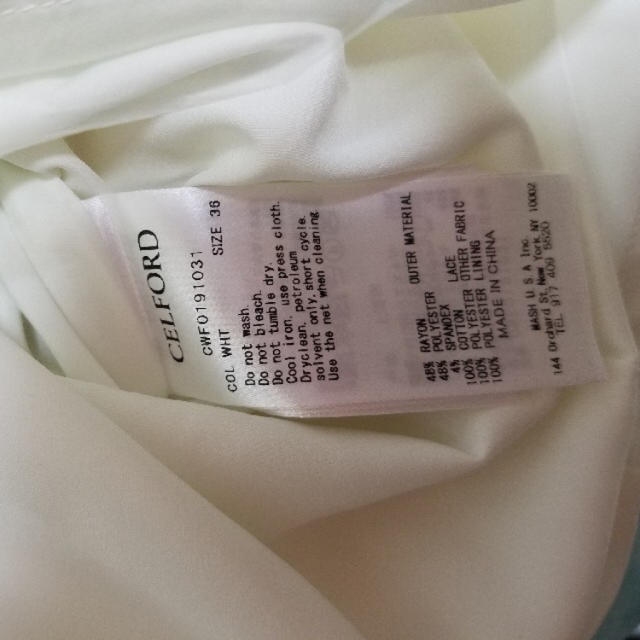 CELFORD
CWF0191031
COL WHT SIZE 36
Do not wash.
Do not bleach.
Do not tumble dry.
Cool iron, use press cloth.
Dryclean, petroleum
solvent only, short cycle.
Use the net when cleaning
OUTER MATERIAL
48% RAYON
48% POLYESTER
4% SPANDEX
LACE
100% COTTON
OTHER FABRIC
100% POLYESTER
LINING
100% POLYESTER
MADE IN CHINA
MASH U S A Inc.
144 Orchard St, New York, NY 10002
TEL 917 409 5520